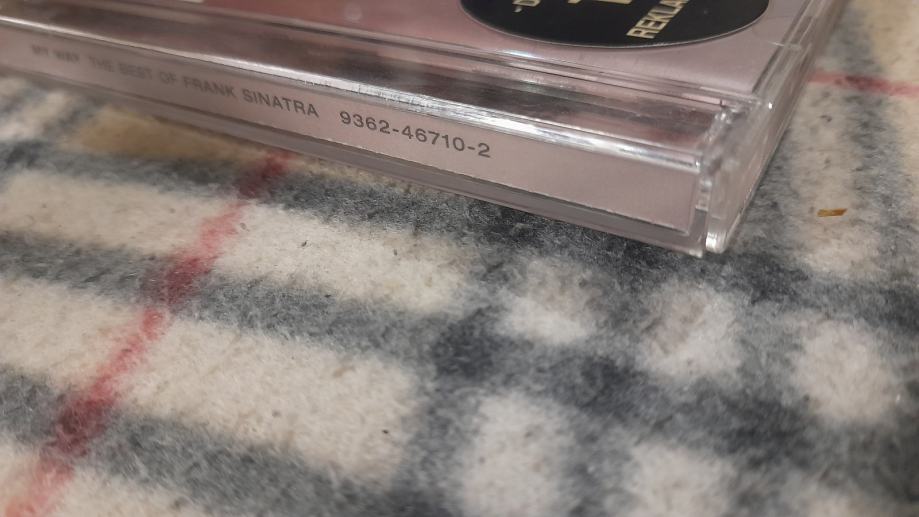 REKLA
MY WAY THE BEST OF FRANK SINATRA 9362-46710-2